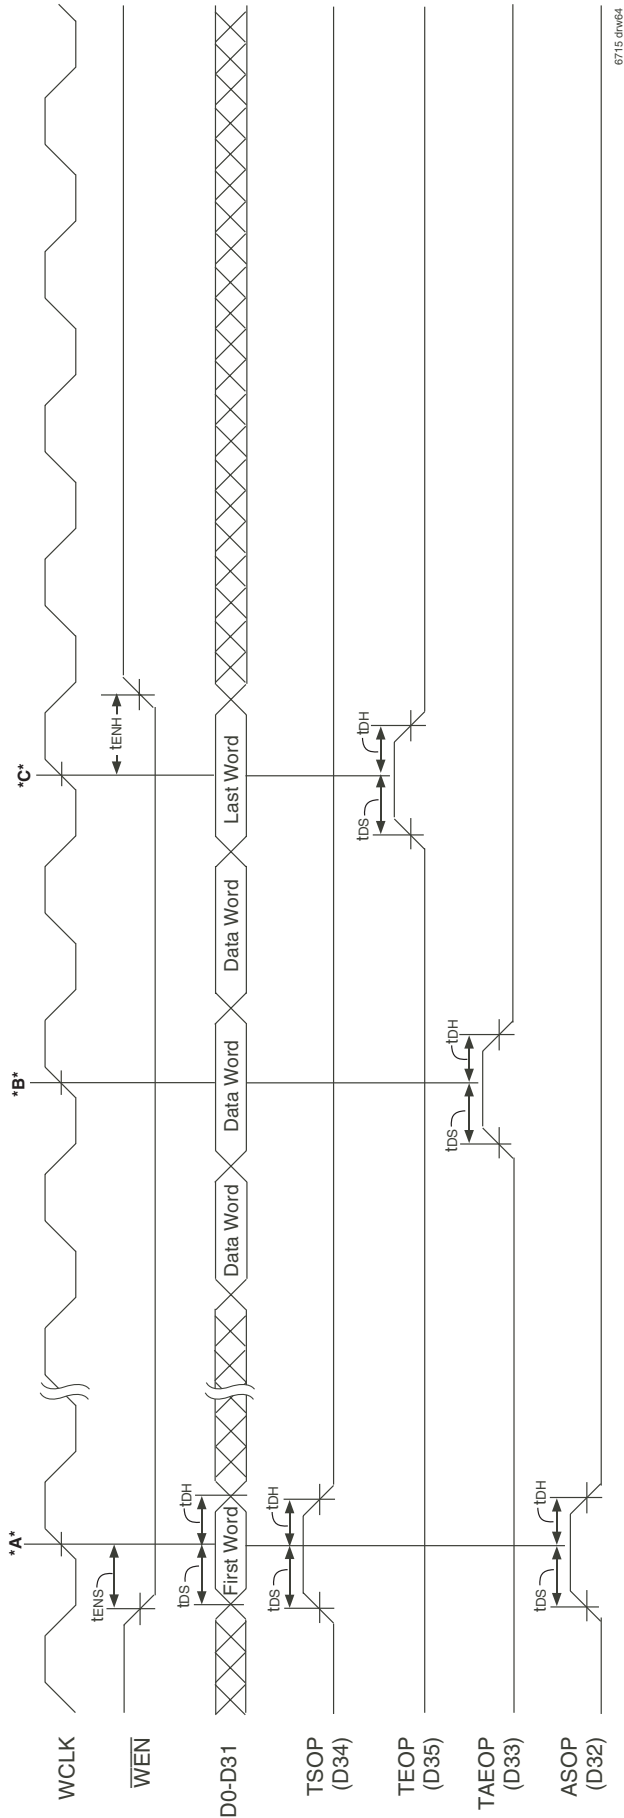 *A*
*B*
*C*
WCLK
tENS
tENH
WEN
tDS
tDH
D0-D31
First Word
Data Word
Data Word
Data Word
Last Word
tDS
tDH
TSOP
(D34)
tDS
tDH
TEOP
(D35)
tDS
tDH
TAEOP
(D33)
tDS
tDH
ASOP
(D32)
6715 drw64